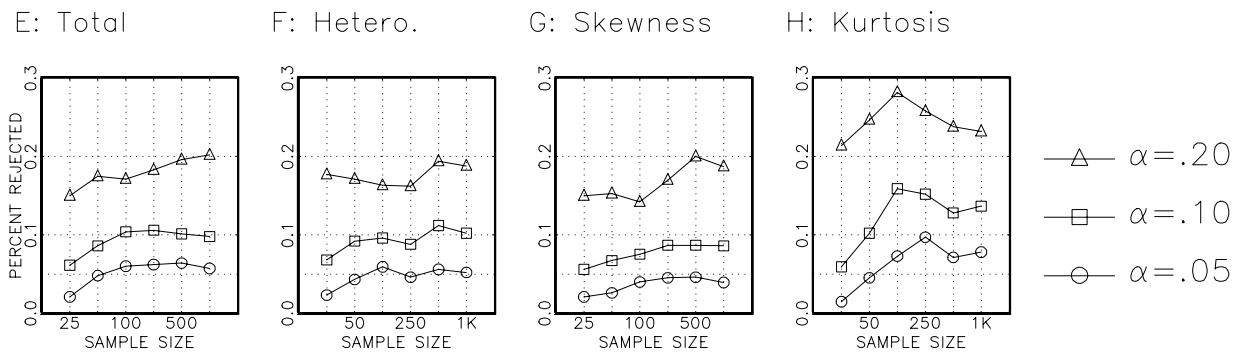 E: Total
F: Hetero.
G: Skewness
H: Kurtosis
PERCENT REJECTED
0.3
0.2
0.1
0.0
25 100 500
SAMPLE SIZE
0.3
0.2
0.1
0.0
50 250 1K
SAMPLE SIZE
0.3
0.2
0.1
0.0
25 100 500
SAMPLE SIZE
0.3
0.2
0.1
0.0
50 250 1K
SAMPLE SIZE
α=.20
α=.10
α=.05